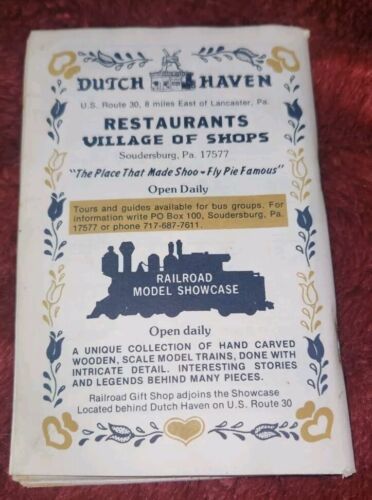 DUTCH HAVEN
U.S. Route 30, 8 miles East of Lancaster, Pa.
RESTAURANTS
VILLAGE OF SHOPS
Soudersburg, Pa. 17577
"The Place That Made Shoo-Fly Pie Famous"
Open Daily
Tours and guides available for bus groups. For
information write PO Box 100, Soudersburg, Pa.
17577 or phone 717-687-7611.
RAILROAD
MODEL SHOWCASE
Open daily
A UNIQUE COLLECTION OF HAND CARVED
WOODEN, SCALE MODEL TRAINS, DONE WITH
INTRICATE DETAIL. INTERESTING STORIES
AND LEGENDS BEHIND MANY PIECES.
Railroad Gift Shop adjoins the Showcase
Located behind Dutch Haven on U.S. Route 30